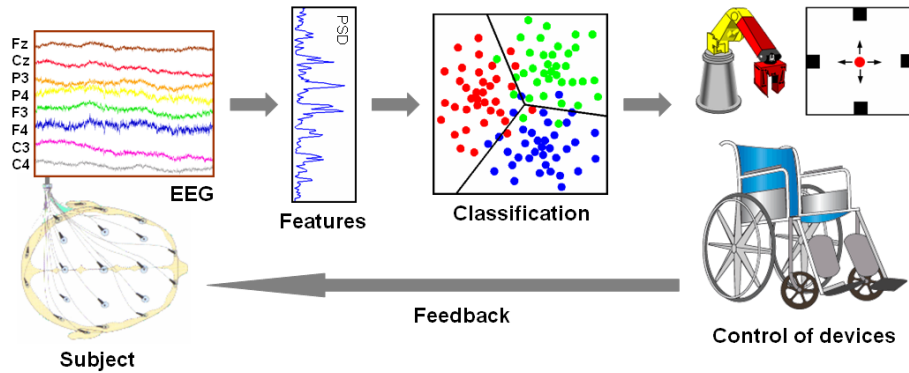 Fz
Cz
P3
P4
F3
F4
C3
C4
EEG
PSD
Features
Classification
Control of devices
Feedback
Subject